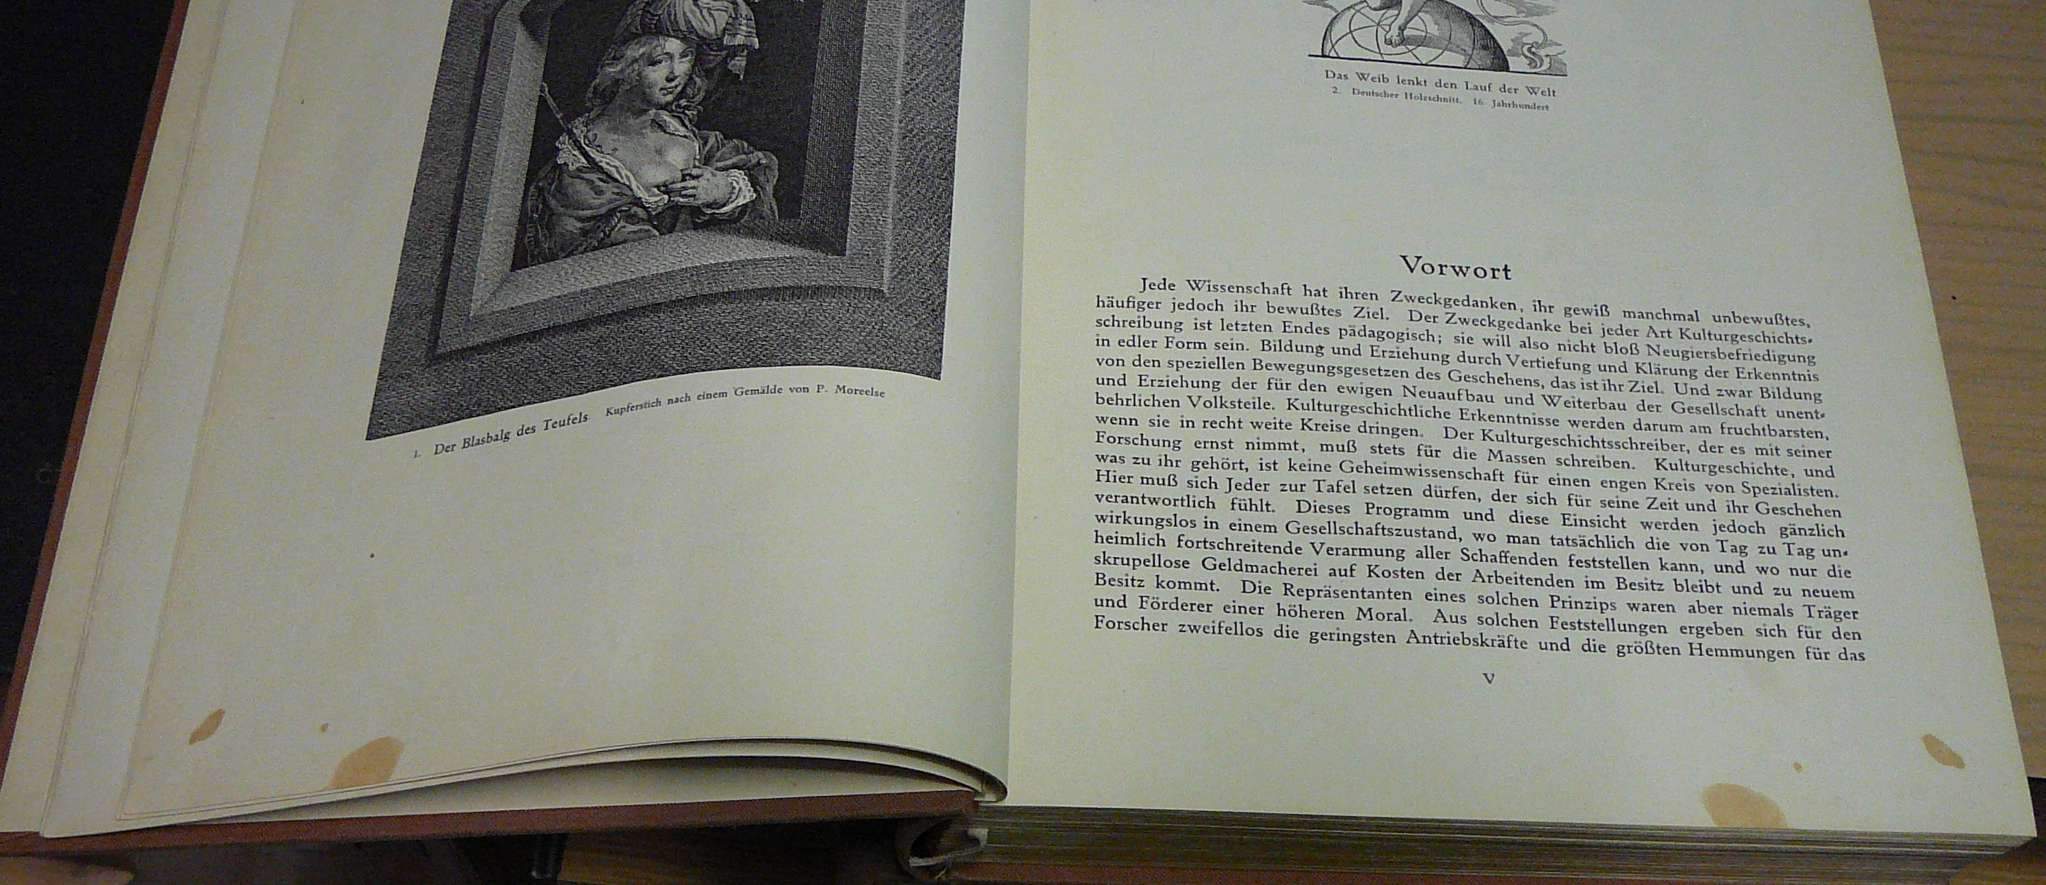 1. Der Blasbalg des Teufels. Kupferstich nach einem Gemälde von P. Moreelse
Das Weib lenkt den Lauf der Welt
2. Deutscher Holzschnitt. 16. Jahrhundert
Vorwort
Jede Wissenschaft hat ihren Zweckgedanken, ihr gewiß manchmal unbewußtes,
häufiger jedoch ihr bewußtes Ziel. Der Zweckgedanke bei jeder Art Kulturgeschichts-
schreibung ist letzten Endes pädagogisch; sie will also nicht bloß Neugiersbefriedigung
in edler Form sein. Bildung und Erziehung durch Vertiefung und Klärung der Erkenntnis
von den speziellen Bewegungsgesetzen des Geschehens, das ist ihr Ziel. Und zwar Bildung
und Erziehung der für den ewigen Neuaufbau und Weiterbau der Gesellschaft unent-
behrlichen Volksteile. Kulturgeschichtliche Erkenntnisse werden darum am fruchtbarsten,
wenn sie in recht weite Kreise dringen. Der Kulturgeschichtsschreiber, der es mit seiner
Forschung ernst nimmt, muß stets für die Massen schreiben. Kulturgeschichte, und
was zu ihr gehört, ist keine Geheimwissenschaft für einen engen Kreis von Spezialisten.
Hier muß sich Jeder zur Tafel setzen dürfen, der sich für seine Zeit und ihr Geschehen
verantwortlich fühlt. Dieses Programm und diese Einsicht werden jedoch gänzlich
wirkungslos in einem Gesellschaftszustand, wo man tatsächlich die von Tag zu Tag un-
heimlich fortschreitende Verarmung aller Schaffenden feststellen kann, und wo nur die
skrupellose Geldmacherei auf Kosten der Arbeitenden im Besitz bleibt und zu neuem
Besitz kommt. Die Repräsentanten eines solchen Prinzips waren aber niemals Träger
und Förderer einer höheren Moral. Aus solchen Feststellungen ergeben sich für den
Forscher zweifellos die geringsten Antriebskräfte und die größten Hemmungen für das
V